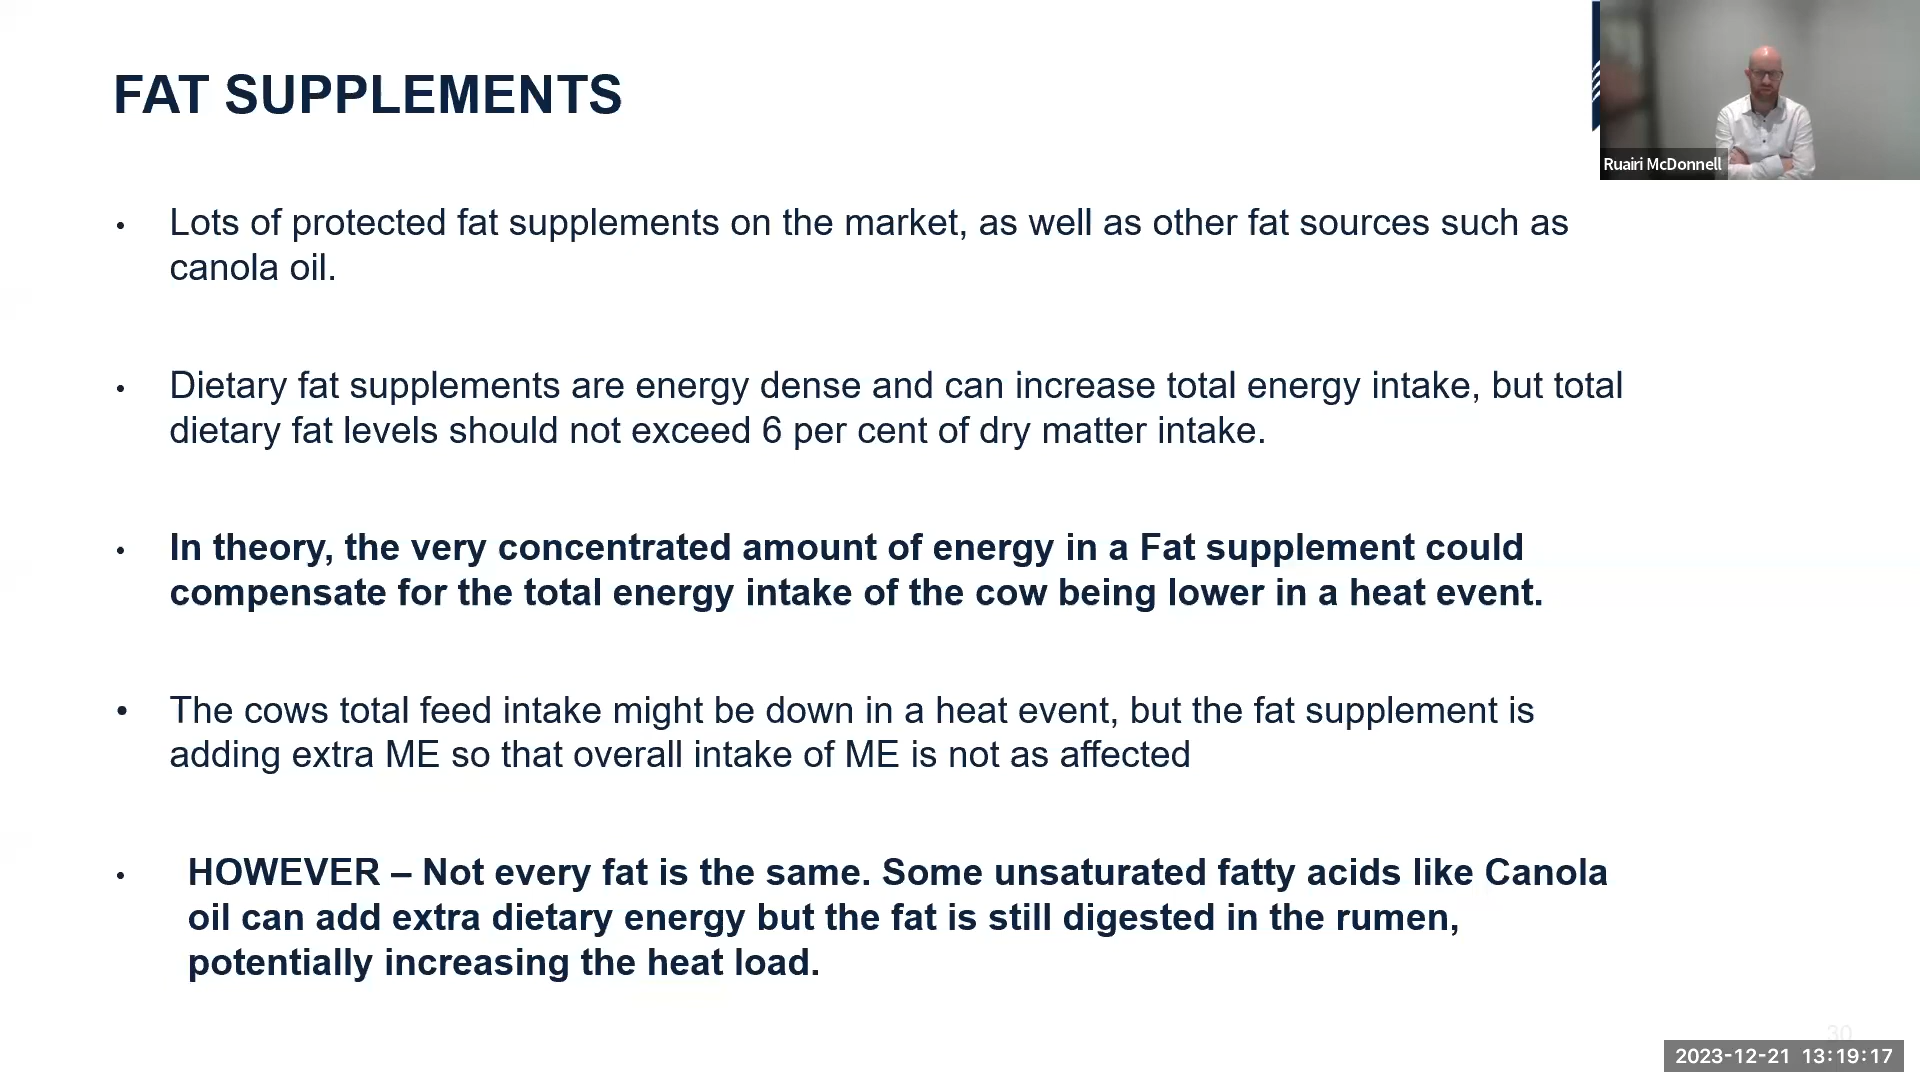 FAT SUPPLEMENTS
Ruairi McDonnell
• Lots of protected fat supplements on the market, as well as other fat sources such as
canola oil.
• Dietary fat supplements are energy dense and can increase total energy intake, but total
dietary fat levels should not exceed 6 per cent of dry matter intake.
• In theory, the very concentrated amount of energy in a Fat supplement could
compensate for the total energy intake of the cow being lower in a heat event.
• The cows total feed intake might be down in a heat event, but the fat supplement is
adding extra ME so that overall intake of ME is not as affected
• HOWEVER – Not every fat is the same. Some unsaturated fatty acids like Canola
oil can add extra dietary energy but the fat is still digested in the rumen,
potentially increasing the heat load.
30
2023-12-21 13:19:17